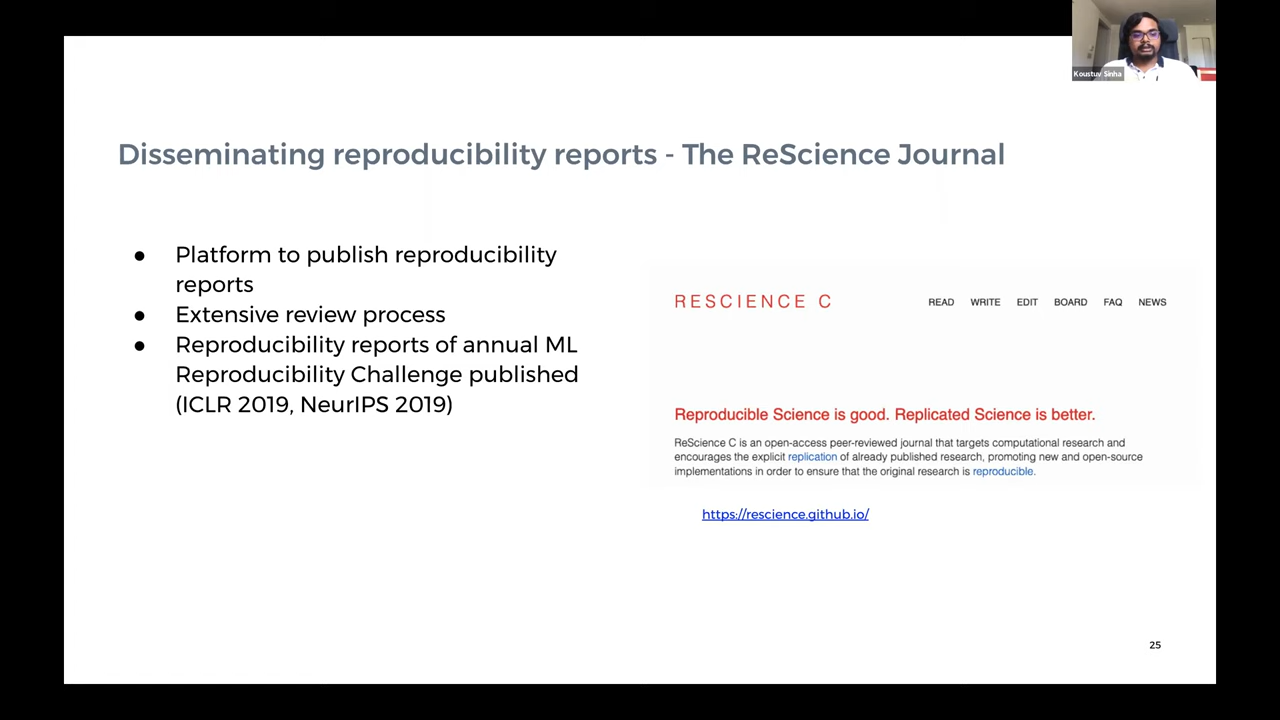 Koustuv Sinha
Disseminating reproducibility reports - The ReScience Journal
● Platform to publish reproducibility
reports
● Extensive review process
● Reproducibility reports of annual ML
Reproducibility Challenge published
(ICLR 2019, NeurIPS 2019)
RESCIENCE C
READ WRITE EDIT BOARD FAQ NEWS
Reproducible Science is good. Replicated Science is better.
ReScience C is an open-access peer-reviewed journal that targets computational research and
encourages the explicit replication of already published research, promoting new and open-source
implementations in order to ensure that the original research is reproducible.
https://rescience.github.io/
25